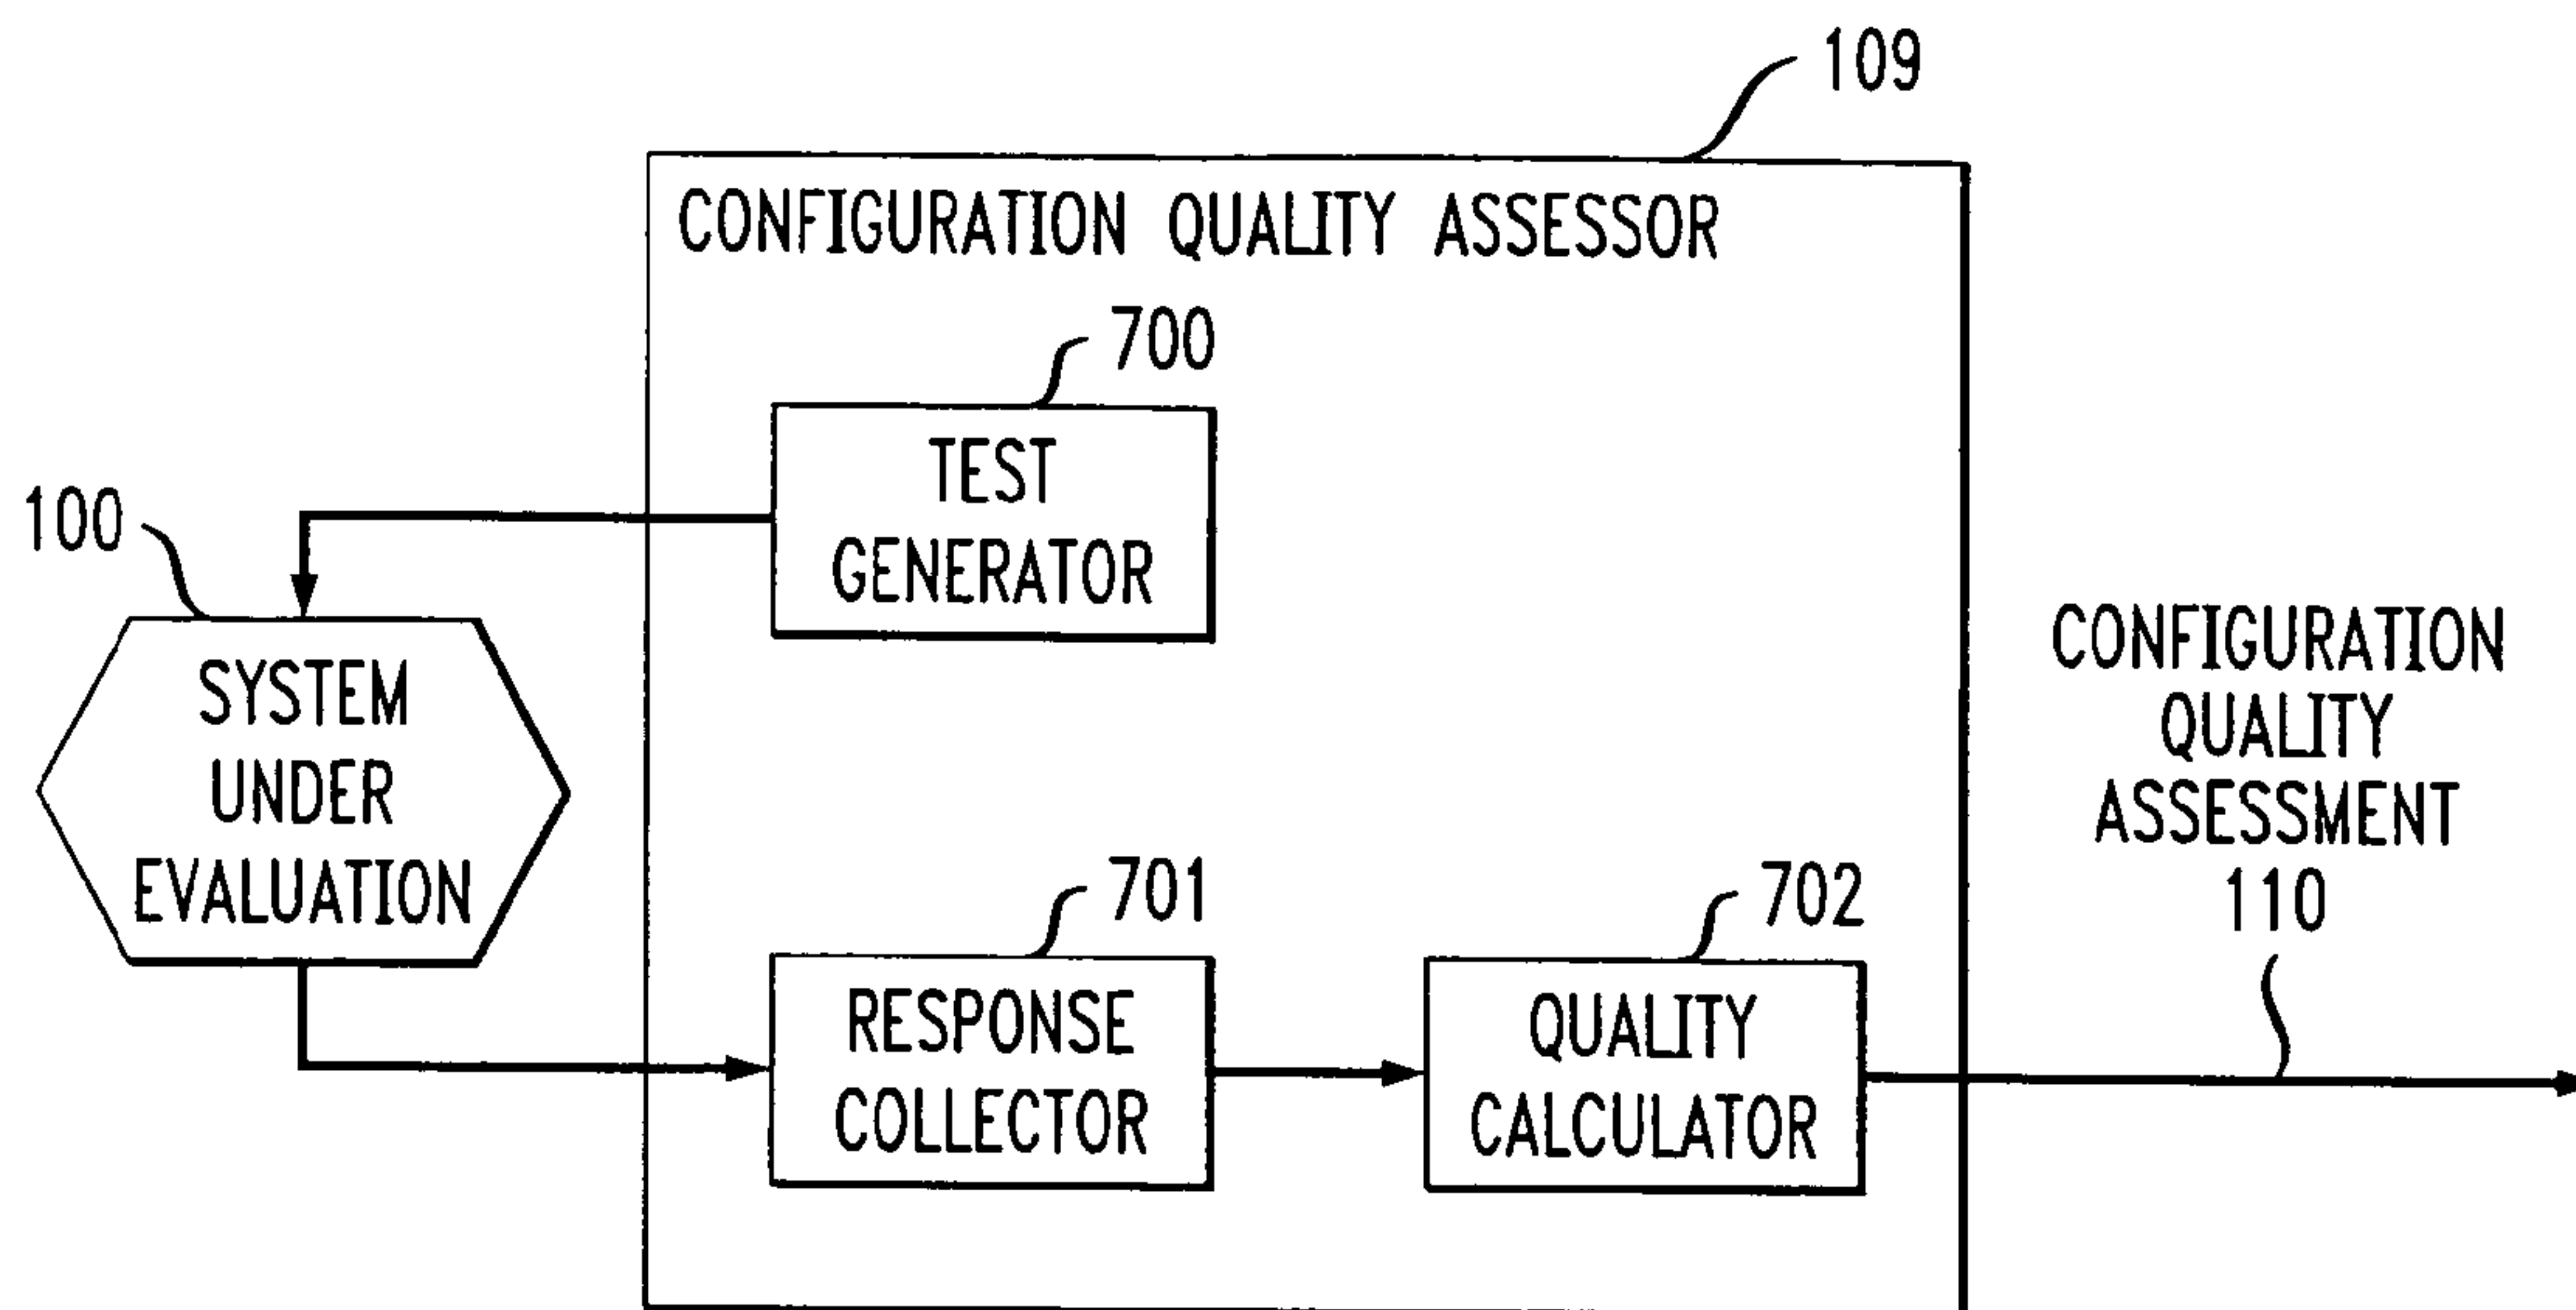 109
CONFIGURATION QUALITY ASSESSOR
700
TEST
GENERATOR
100
SYSTEM
UNDER
EVALUATION
701
RESPONSE
COLLECTOR
702
QUALITY
CALCULATOR
CONFIGURATION
QUALITY
ASSESSMENT
110